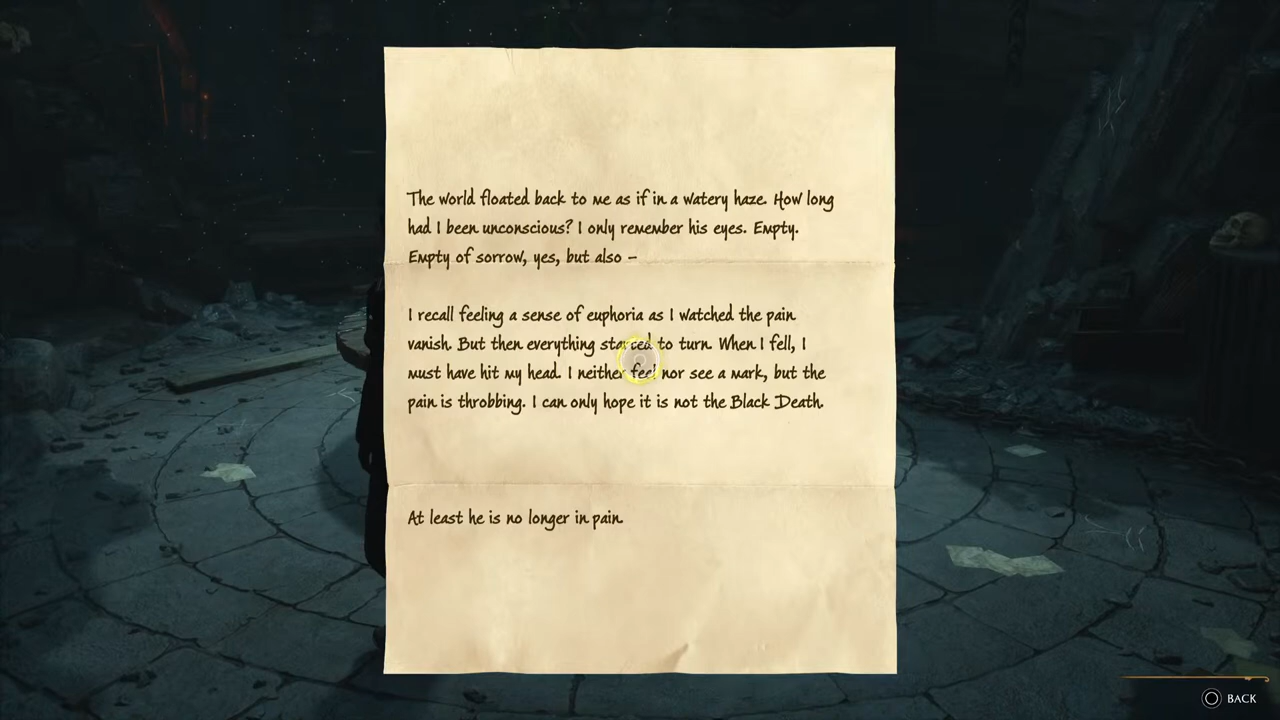 The world floated back to me as if in a watery haze. How long
had I been unconscious? I only remember his eyes. Empty.
Empty of sorrow, yes, but also –
I recall feeling a sense of euphoria as I watched the pain
vanish. But then everything started to turn. When I fell, I
must have hit my head. I neither feel nor see a mark, but the
pain is throbbing. I can only hope it is not the Black Death.
At least he is no longer in pain.
BACK